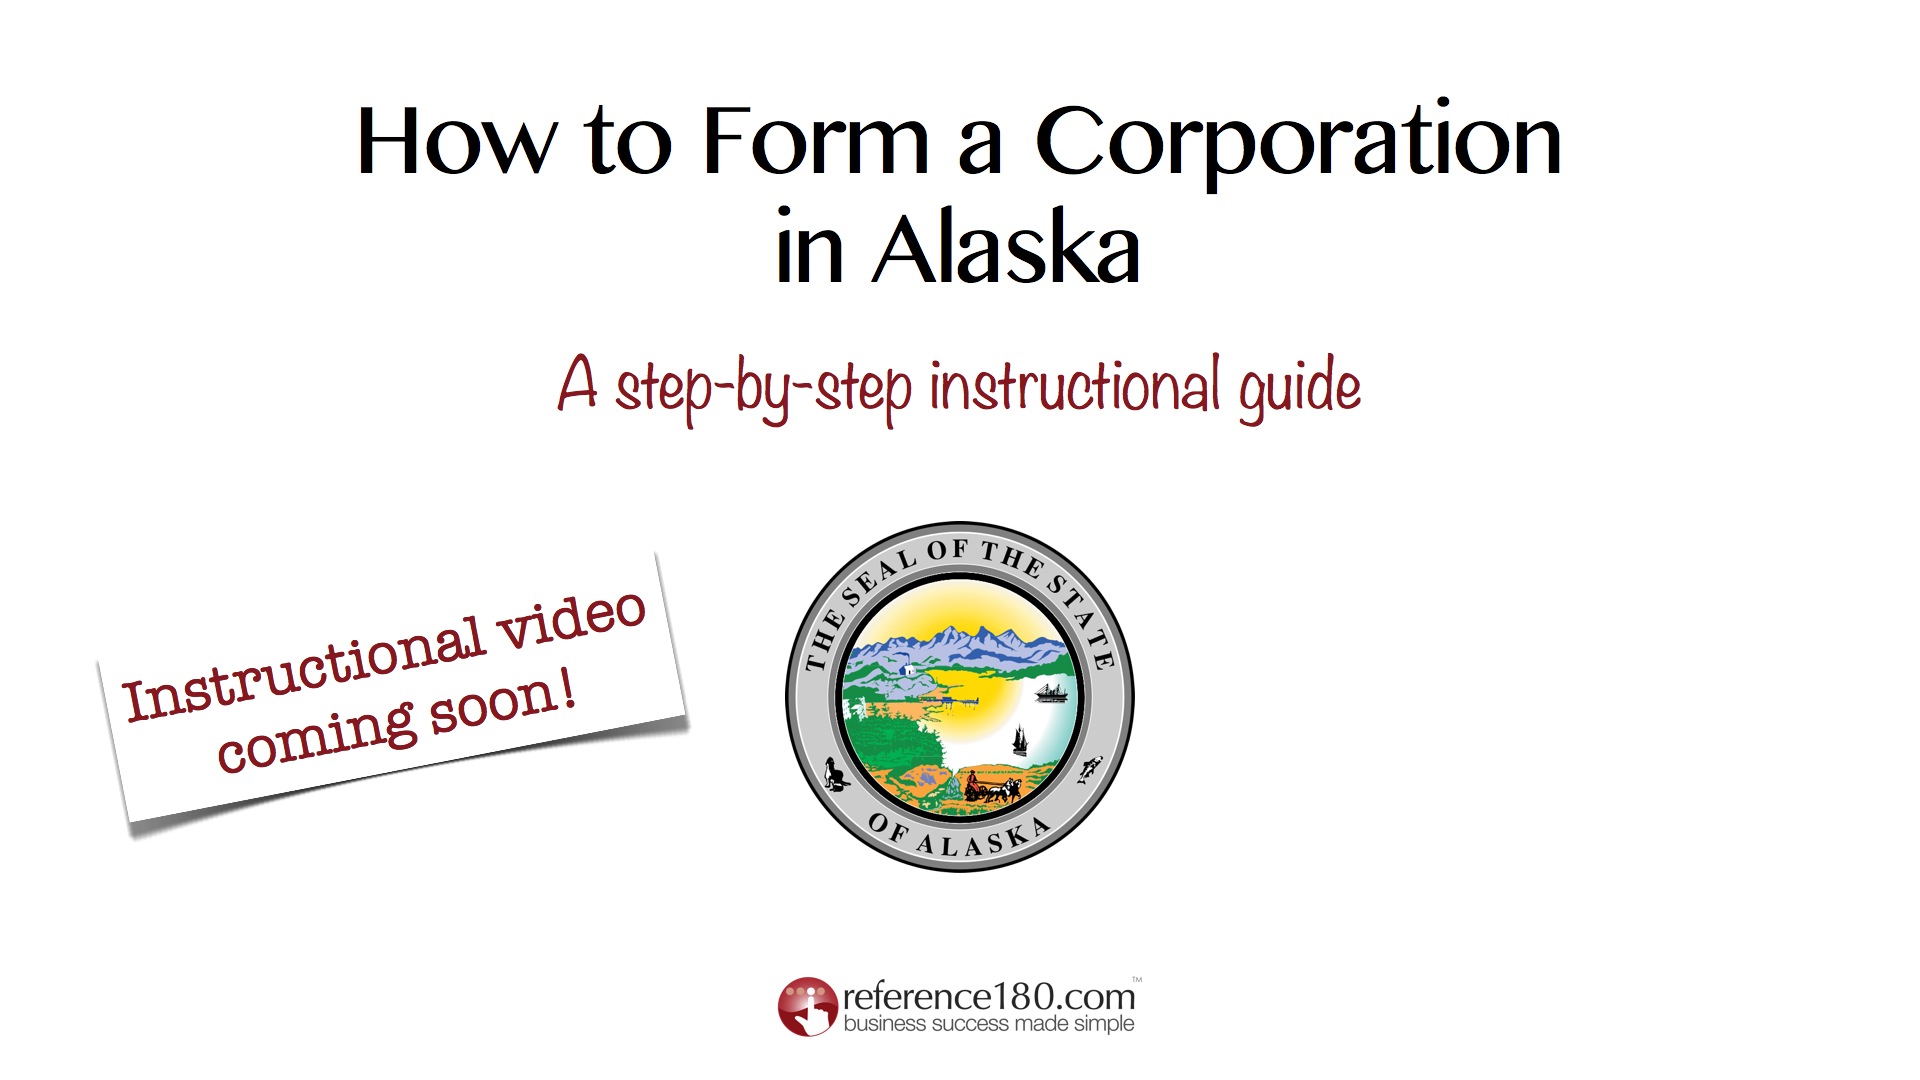 How to Form a Corporation
in Alaska
A step-by-step instructional guide
Instructional video
coming soon!
THE SEAL OF THE STATE
OF ALASKA
reference180.com™
business success made simple